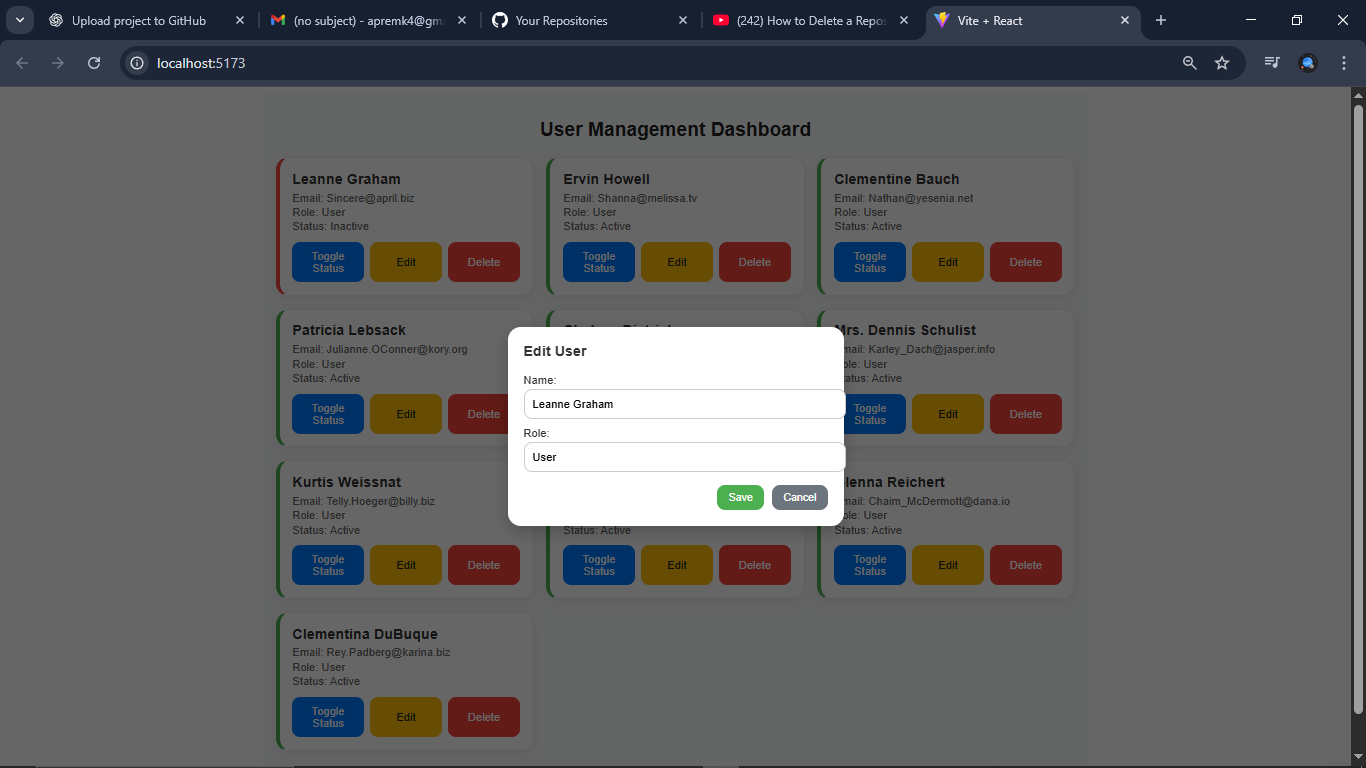 Upload project to GitHub
(no subject) - apremk4@gm
Your Repositories
(242) How to Delete a Repos
Vite + React
localhost:5173
User Management Dashboard
Leanne Graham
Email: Sincere@april.biz
Role: User
Status: Inactive
Toggle
Status
Edit
Delete
Ervin Howell
Email: Shanna@melissa.tv
Role: User
Status: Active
Toggle
Status
Edit
Delete
Clementine Bauch
Email: Nathan@yesenia.net
Role: User
Status: Active
Toggle
Status
Edit
Delete
Patricia Lebsack
Email: Julianne.OConner@kory.org
Role: User
Status: Active
Toggle
Status
Edit
Delete
Mrs. Dennis Schulist
mail: Karley_Dach@jasper.info
ole: User
atus: Active
Toggle
Status
Edit
Delete
Edit User
Name:
Leanne Graham
Role:
User
Save
Cancel
Kurtis Weissnat
Email: Telly.Hoeger@billy.biz
Role: User
Status: Active
Toggle
Status
Edit
Delete
Status: Active
Toggle
Status
Edit
Delete
lenna Reichert
mail: Chaim_McDermott@dana.io
ole: User
Status: Active
Toggle
Status
Edit
Delete
Clementina DuBuque
Email: Rey.Padberg@karina.biz
Role: User
Status: Active
Toggle
Status
Edit
Delete